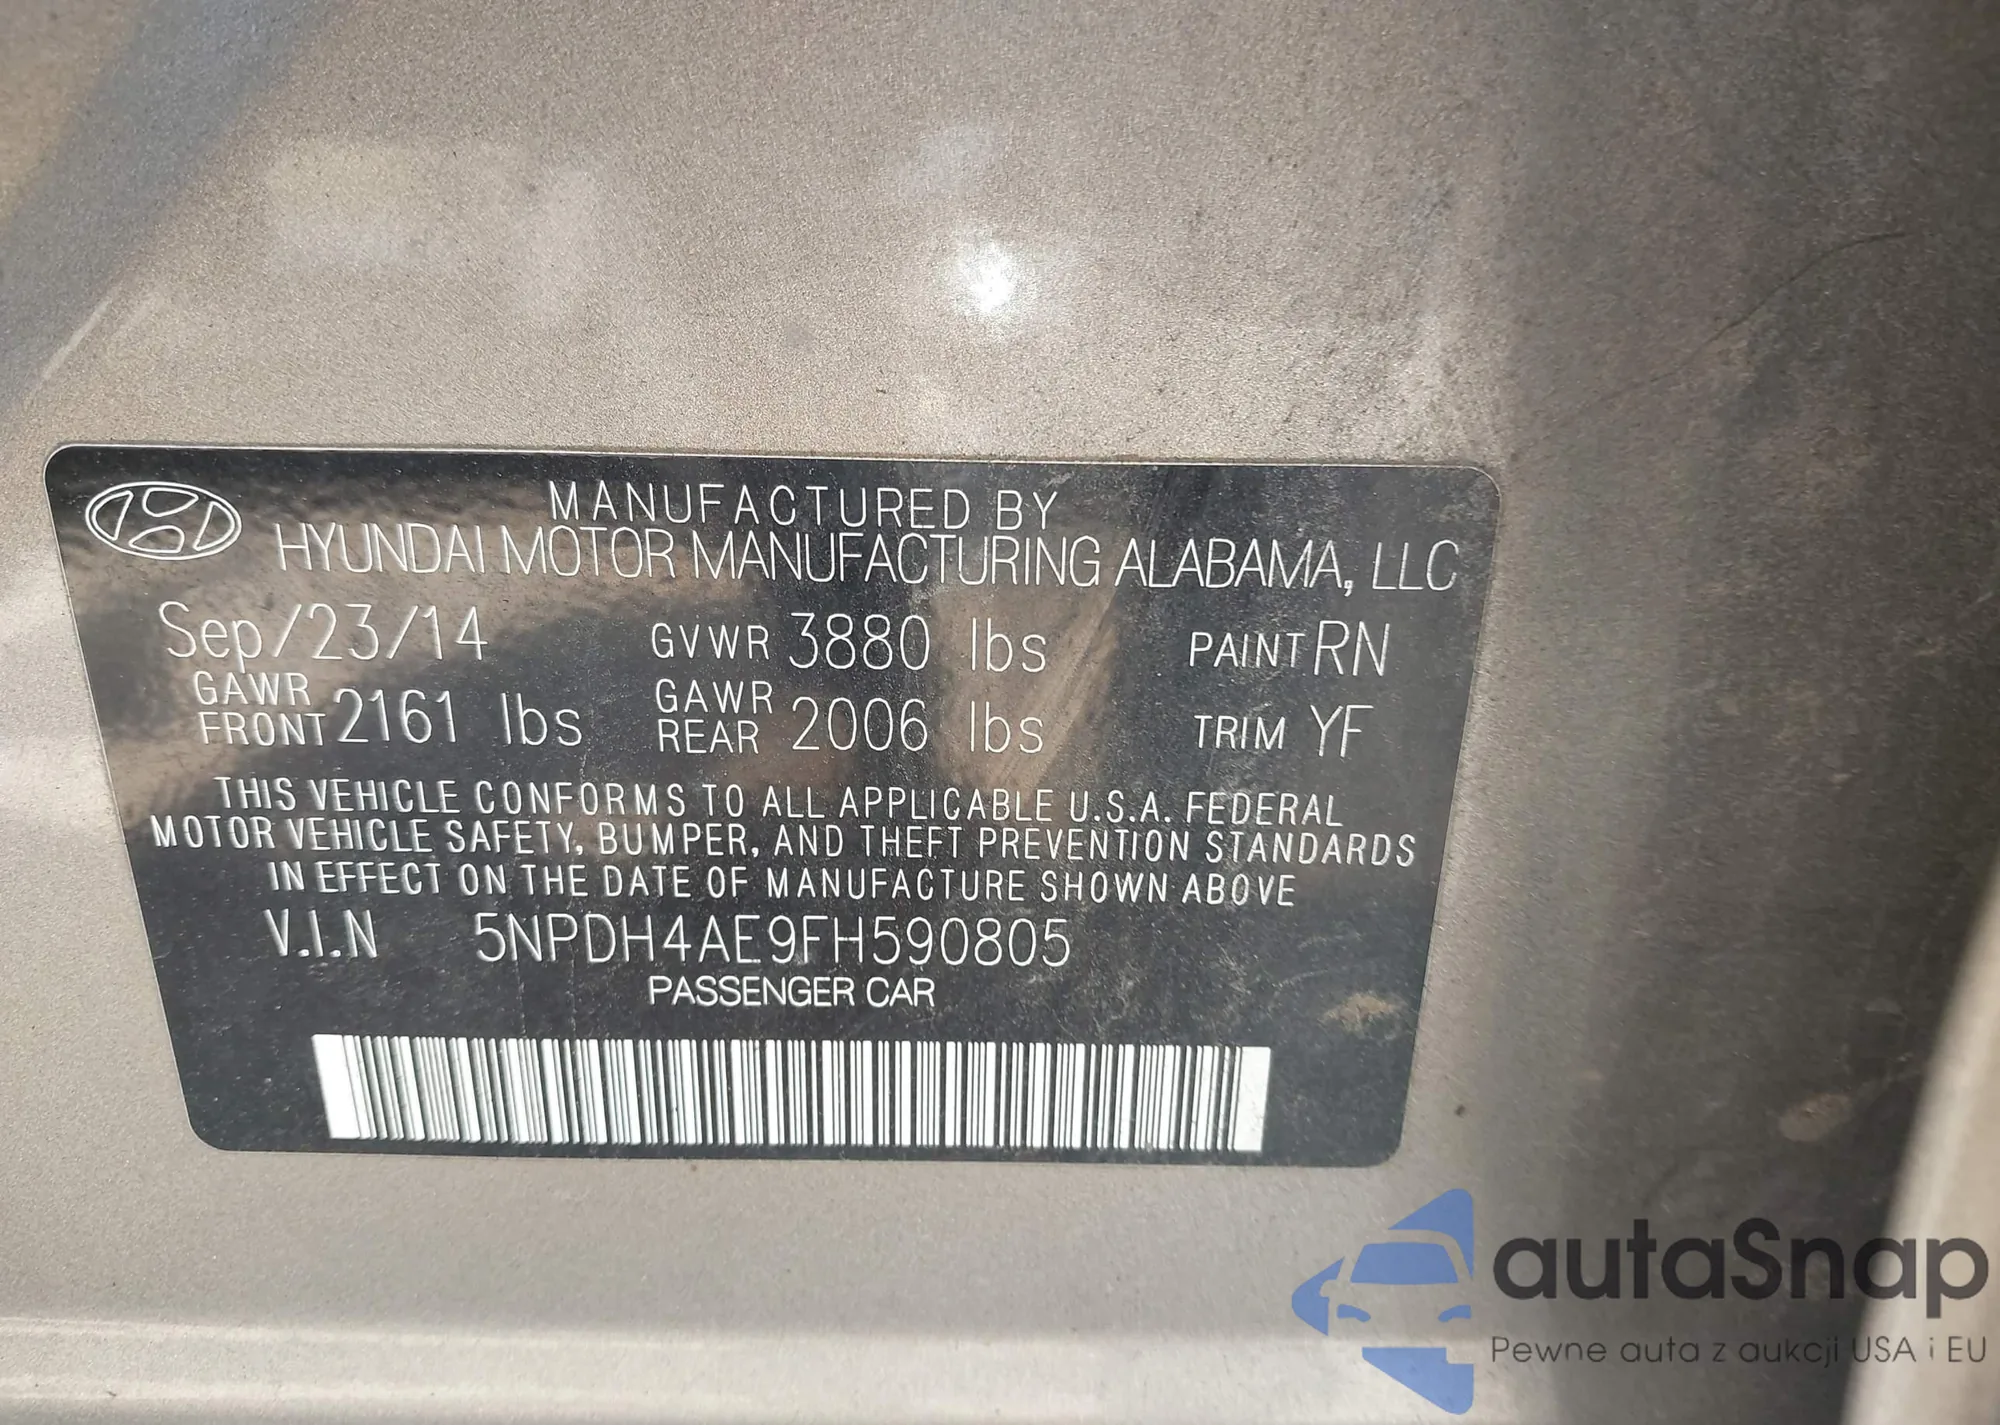 MANUFACTURED BY
HYUNDAI MOTOR MANUFACTURING ALABAMA, LLC
Sep/23/14 GVWR 3880 lbs PAINT RN
GAWR FRONT 2161 lbs GAWR REAR 2006 lbs TRIM YF
THIS VEHICLE CONFORMS TO ALL APPLICABLE U.S.A. FEDERAL
MOTOR VEHICLE SAFETY, BUMPER, AND THEFT PREVENTION STANDARDS
IN EFFECT ON THE DATE OF MANUFACTURE SHOWN ABOVE
V.I.N 5NPDH4AE9FH590805
PASSENGER CAR
autaSnap
Pewne auta z aukcji USA i EU